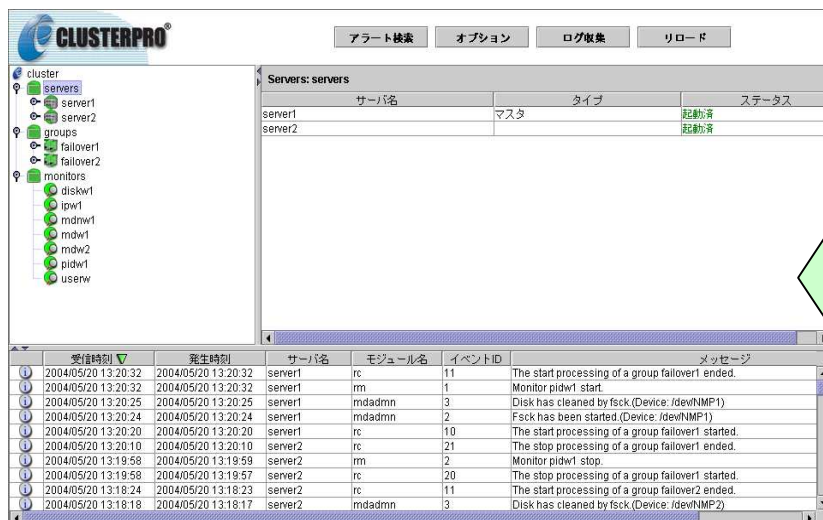 CLUSTERPRO®
アラート検索 オプション ログ収集 リロード
cluster
servers
server1
server2
groups
failover1
failover2
monitors
diskw1
ipw1
mdnw1
mdw1
mdw2
pidw1
userw
Servers: servers
サーバ名 タイプ ステータス
server1 マスタ 起動済
server2 起動済
受信時刻 発生時刻 サーバ名 モジュール名 イベントID メッセージ
2004/05/20 13:20:32 2004/05/20 13:20:32 server1 rc 11 The start processing of a group failover1 ended.
2004/05/20 13:20:32 2004/05/20 13:20:32 server1 rm 1 Monitor pidw1 start.
2004/05/20 13:20:25 2004/05/20 13:20:25 server1 mdadmn 3 Disk has cleaned by fsck.(Device: /dev/NMP1)
2004/05/20 13:20:24 2004/05/20 13:20:24 server1 mdadmn 2 Fsck has been started.(Device: /dev/NMP1)
2004/05/20 13:20:20 2004/05/20 13:20:20 server1 rc 10 The start processing of a group failover1 started.
2004/05/20 13:20:10 2004/05/20 13:20:10 server2 rc 21 The stop processing of a group failover1 ended.
2004/05/20 13:19:58 2004/05/20 13:19:59 server2 rm 2 Monitor pidw1 stop.
2004/05/20 13:19:58 2004/05/20 13:19:57 server2 rc 20 The stop processing of a group failover1 started.
2004/05/20 13:18:24 2004/05/20 13:18:23 server2 rc 11 The start processing of a group failover2 ended.
2004/05/20 13:18:18 2004/05/20 13:18:17 server2 mdadmn 3 Disk has cleaned by fsck.(Device: /dev/NMP2)